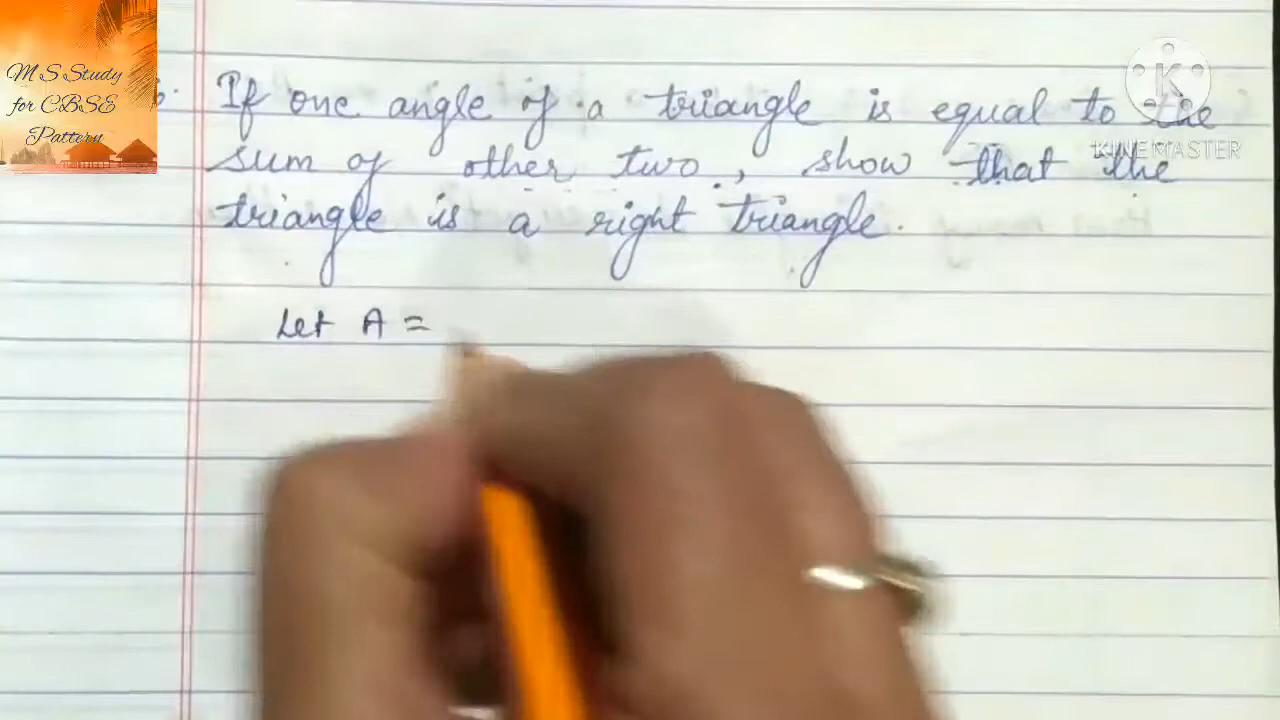 M S Study
for CBSE
Pattern
If one angle of a triangle is equal to the
sum of other two, show that the
triangle is a right triangle.
Let A =
K
KINEMASTER